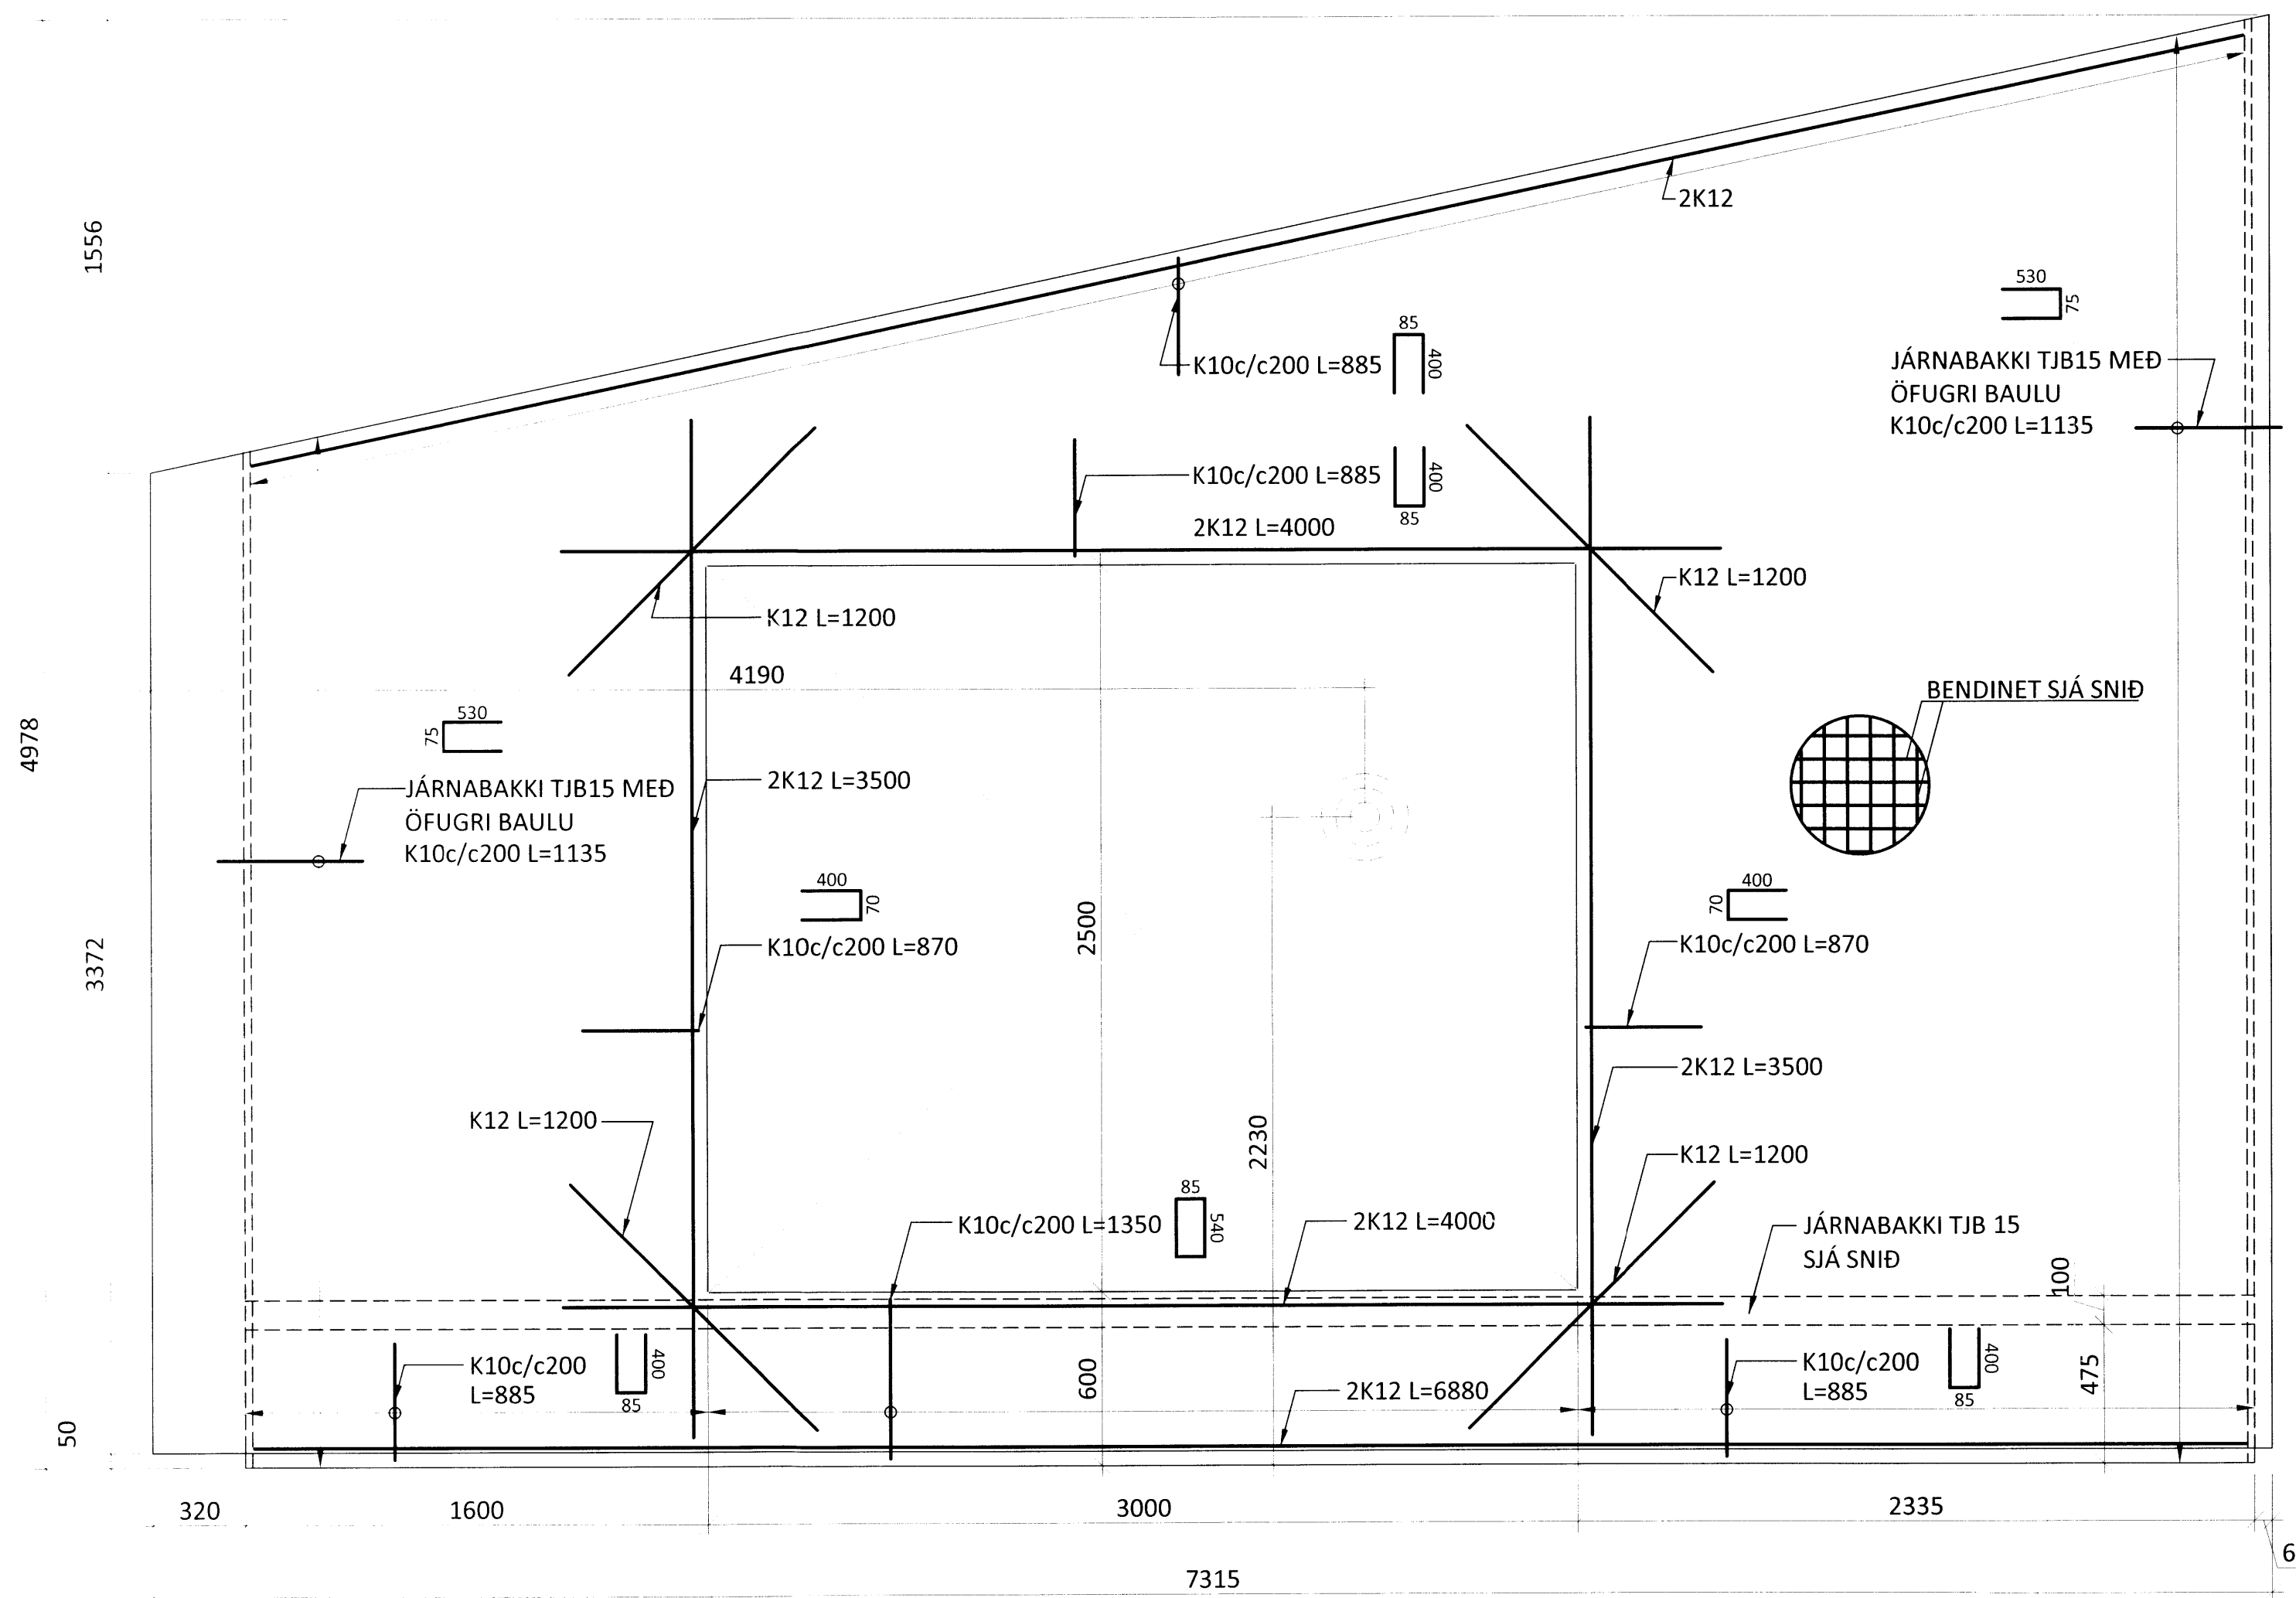 1556
2K12
530
75
85
400
K10c/c200 L=885
JÁRNABAKKI TJB15 MEÐ
ÖFUGRI BAULU
K10c/c200 L=1135
K10c/c200 L=885
400
85
2K12 L=4000
K12 L=1200
K12 L=1200
4190
BENDINET SJÁ SNIÐ
530
75
4978
2K12 L=3500
JÁRNABAKKI TJB15 MEÐ
ÖFUGRI BAULU
K10c/c200 L=1135
400
70
400
70
2500
K10c/c200 L=870
K10c/c200 L=870
3372
2K12 L=3500
K12 L=1200
2230
K12 L=1200
85
540
K10c/c200 L=1350
2K12 L=4000
JÁRNABAKKI TJB 15
SJÁ SNIÐ
100
K10c/c200
L=885
400
85
600
2K12 L=6880
K10c/c200
L=885
400
85
475
50
320
1600
3000
2335
6
7315